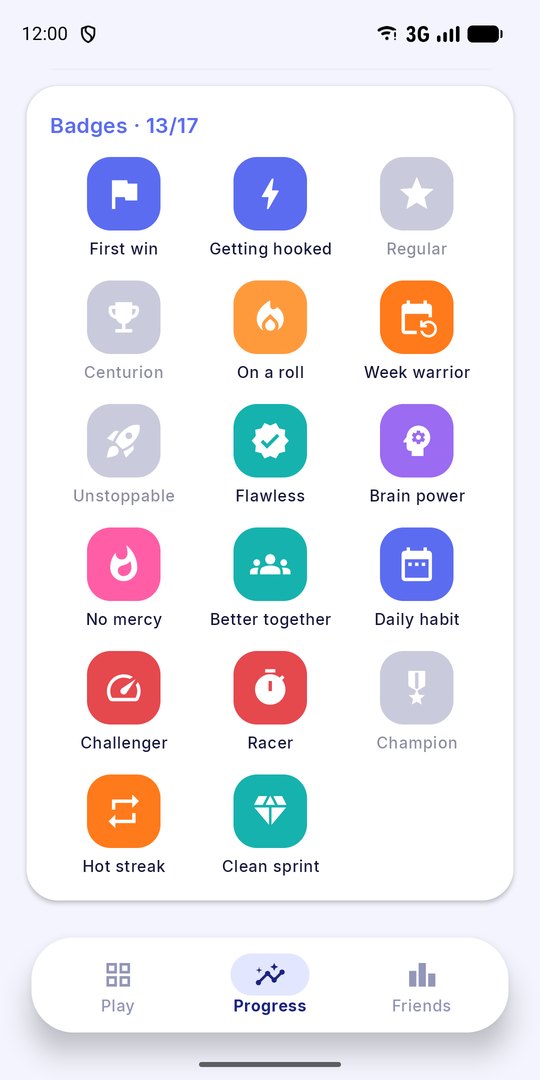 12:00
3G
Badges · 13/17
First win
Getting hooked
Regular
Centurion
On a roll
Week warrior
Unstoppable
Flawless
Brain power
No mercy
Better together
Daily habit
Challenger
Racer
Champion
Hot streak
Clean sprint
Play
Progress
Friends